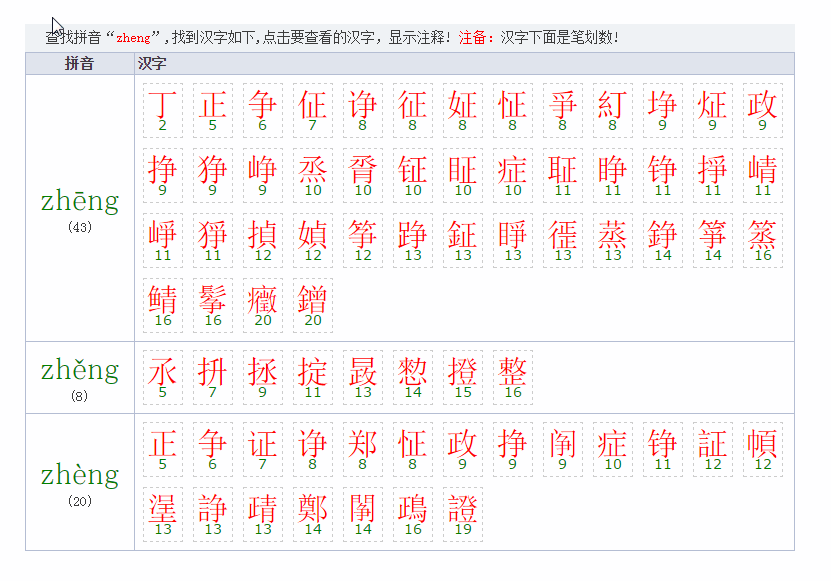 查找拼音“zheng”,找到汉字如下,点击要查看的汉字，显示注释! 注备：汉字下面是笔划数!
拼音 汉字
丁 正 争 佂 诤 征 姃 怔 爭 糽 埩 炡 政
2 5 6 7 8 8 8 8 8 8 9 9 9
挣 狰 峥 烝 脀 钲 眐 症 聇 睁 铮 掙 崝
9 9 9 10 10 10 10 10 11 11 11 11 11
zhēng
(43)
崢 猙 揁 媜 筝 踭 鉦 睜 徰 蒸 錚 箏 篜
11 11 12 12 12 13 13 13 13 13 14 14 16
鲭 鬇 癥 鏳
16 16 20 20
zhěng
(8)
氶 抍 拯 掟 晸 愸 撜 整
5 7 9 11 13 14 15 16
正 争 证 诤 郑 怔 政 挣 阐 症 铮 証 幀
5 6 7 8 8 8 9 9 9 10 11 12 12
zhèng
(20)
塣 諍 靕 鄭 鬧 鴊 證
13 13 13 14 14 16 19